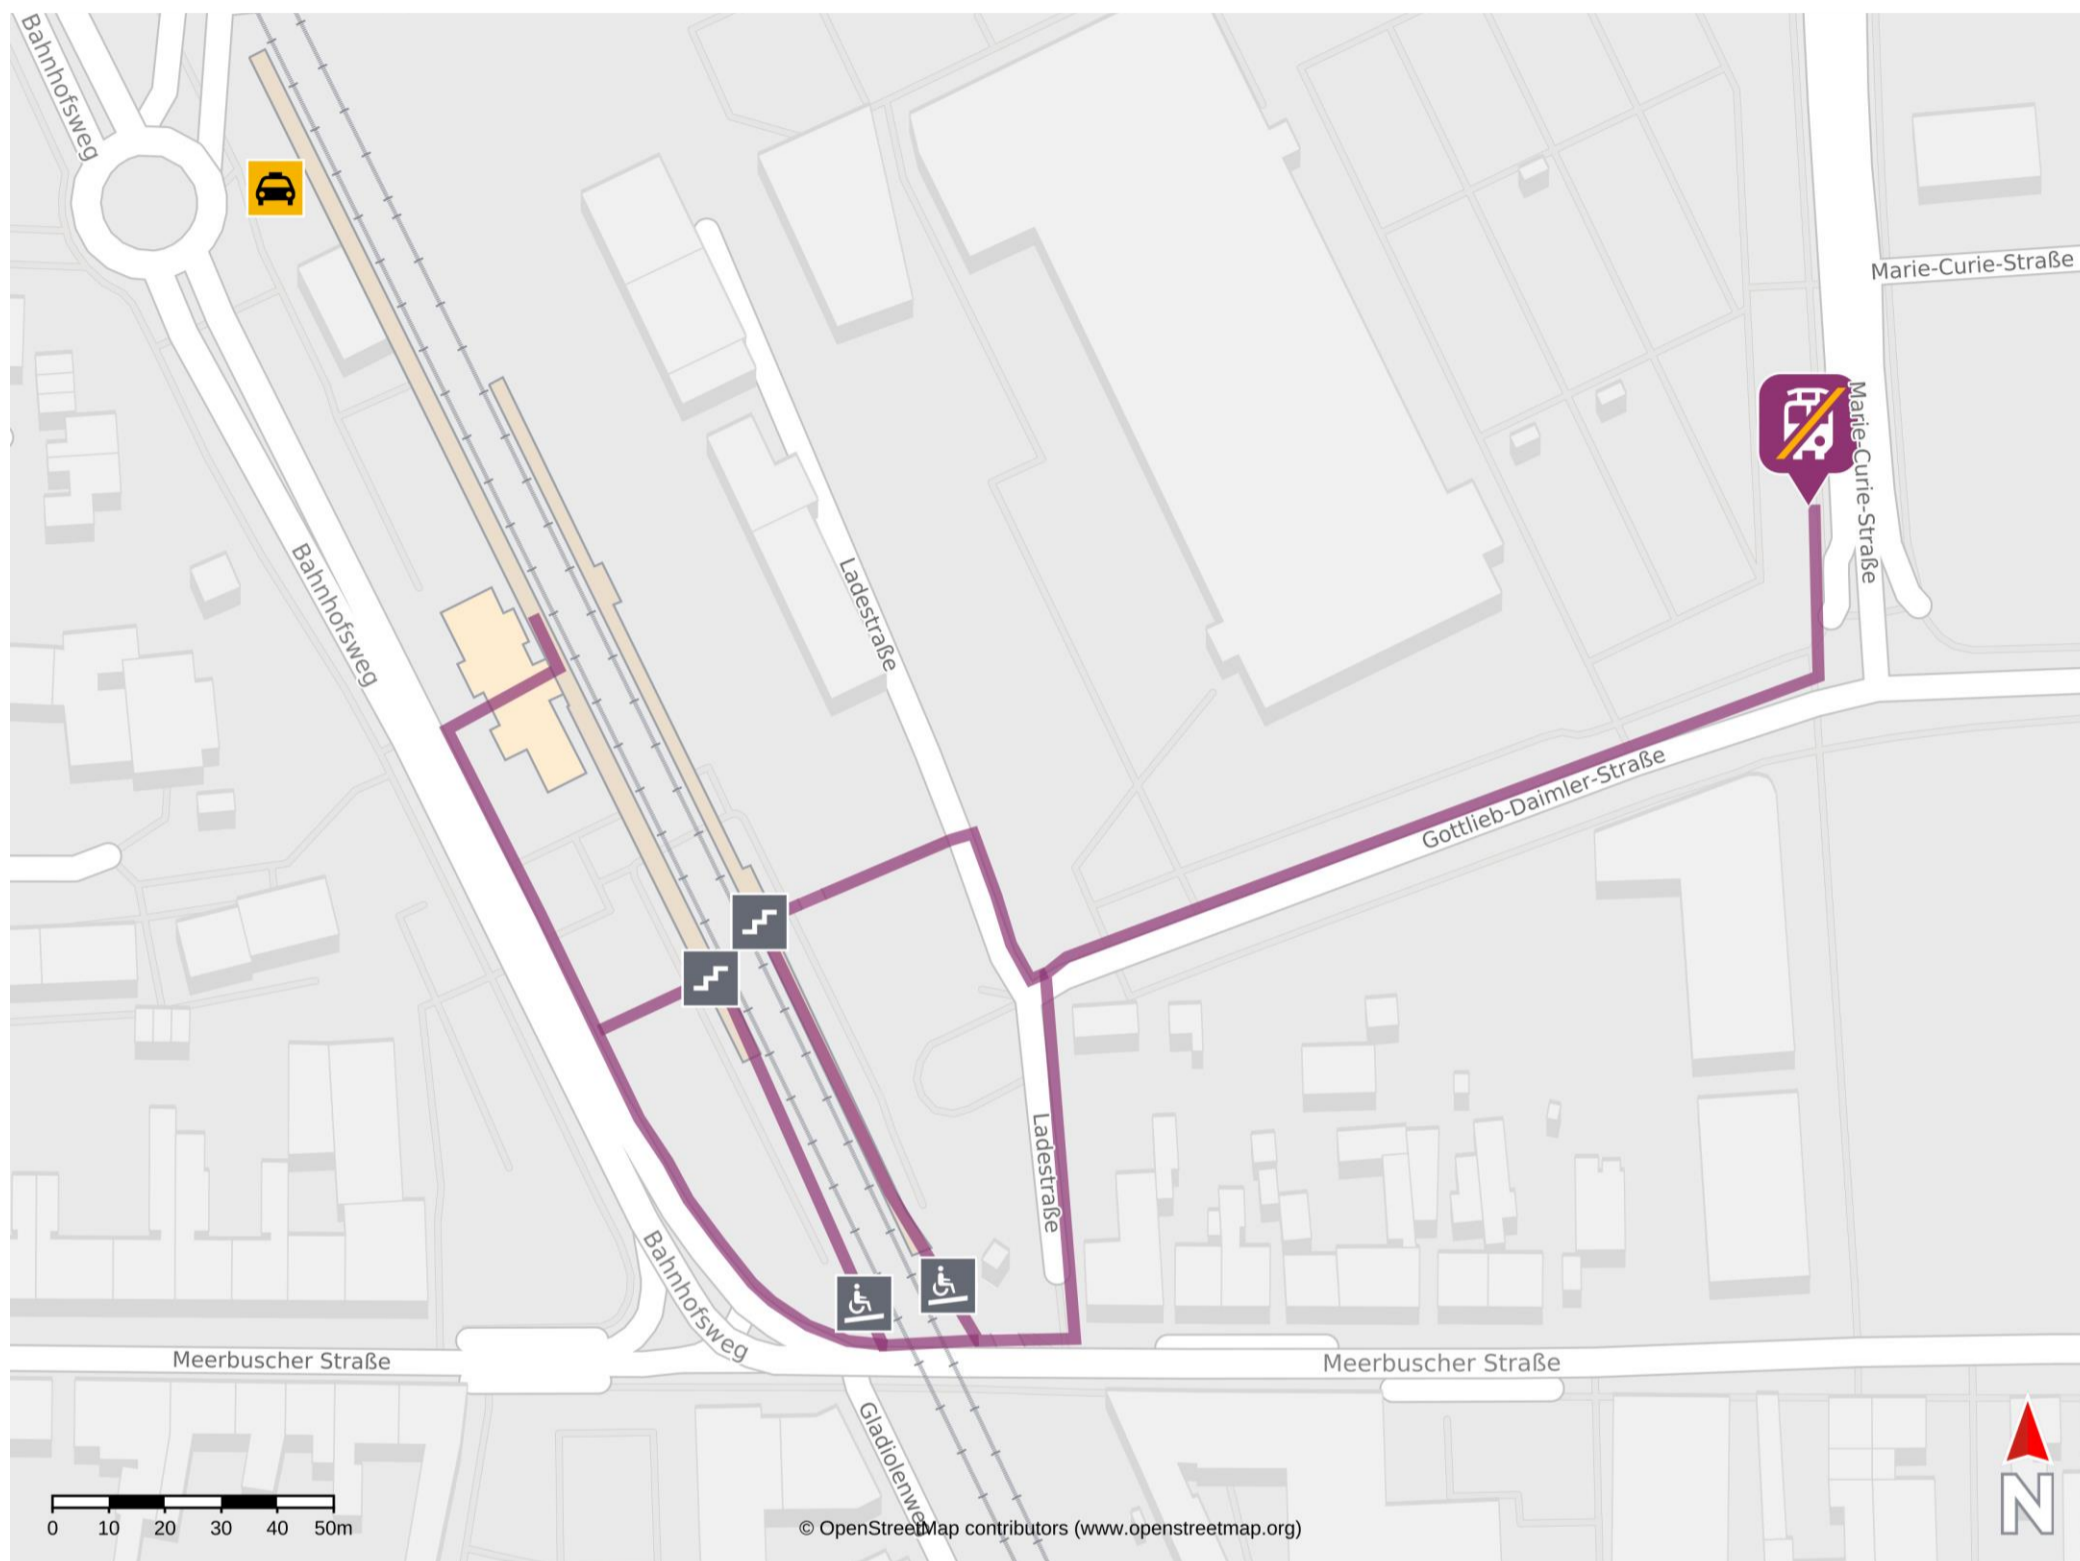 Bahnhofsweg
Marie-Curie-Straße
Marie-Curie-Straße
Bahnhofsweg
Ladestraße
Gottlieb-Daimler-Straße
Ladestraße
Bahnhofsweg
Meerbuscher Straße
Meerbuscher Straße
Gladiolenweg
N
0 10 20 30 40 50m
© OpenStreetMap contributors (www.openstreetmap.org)